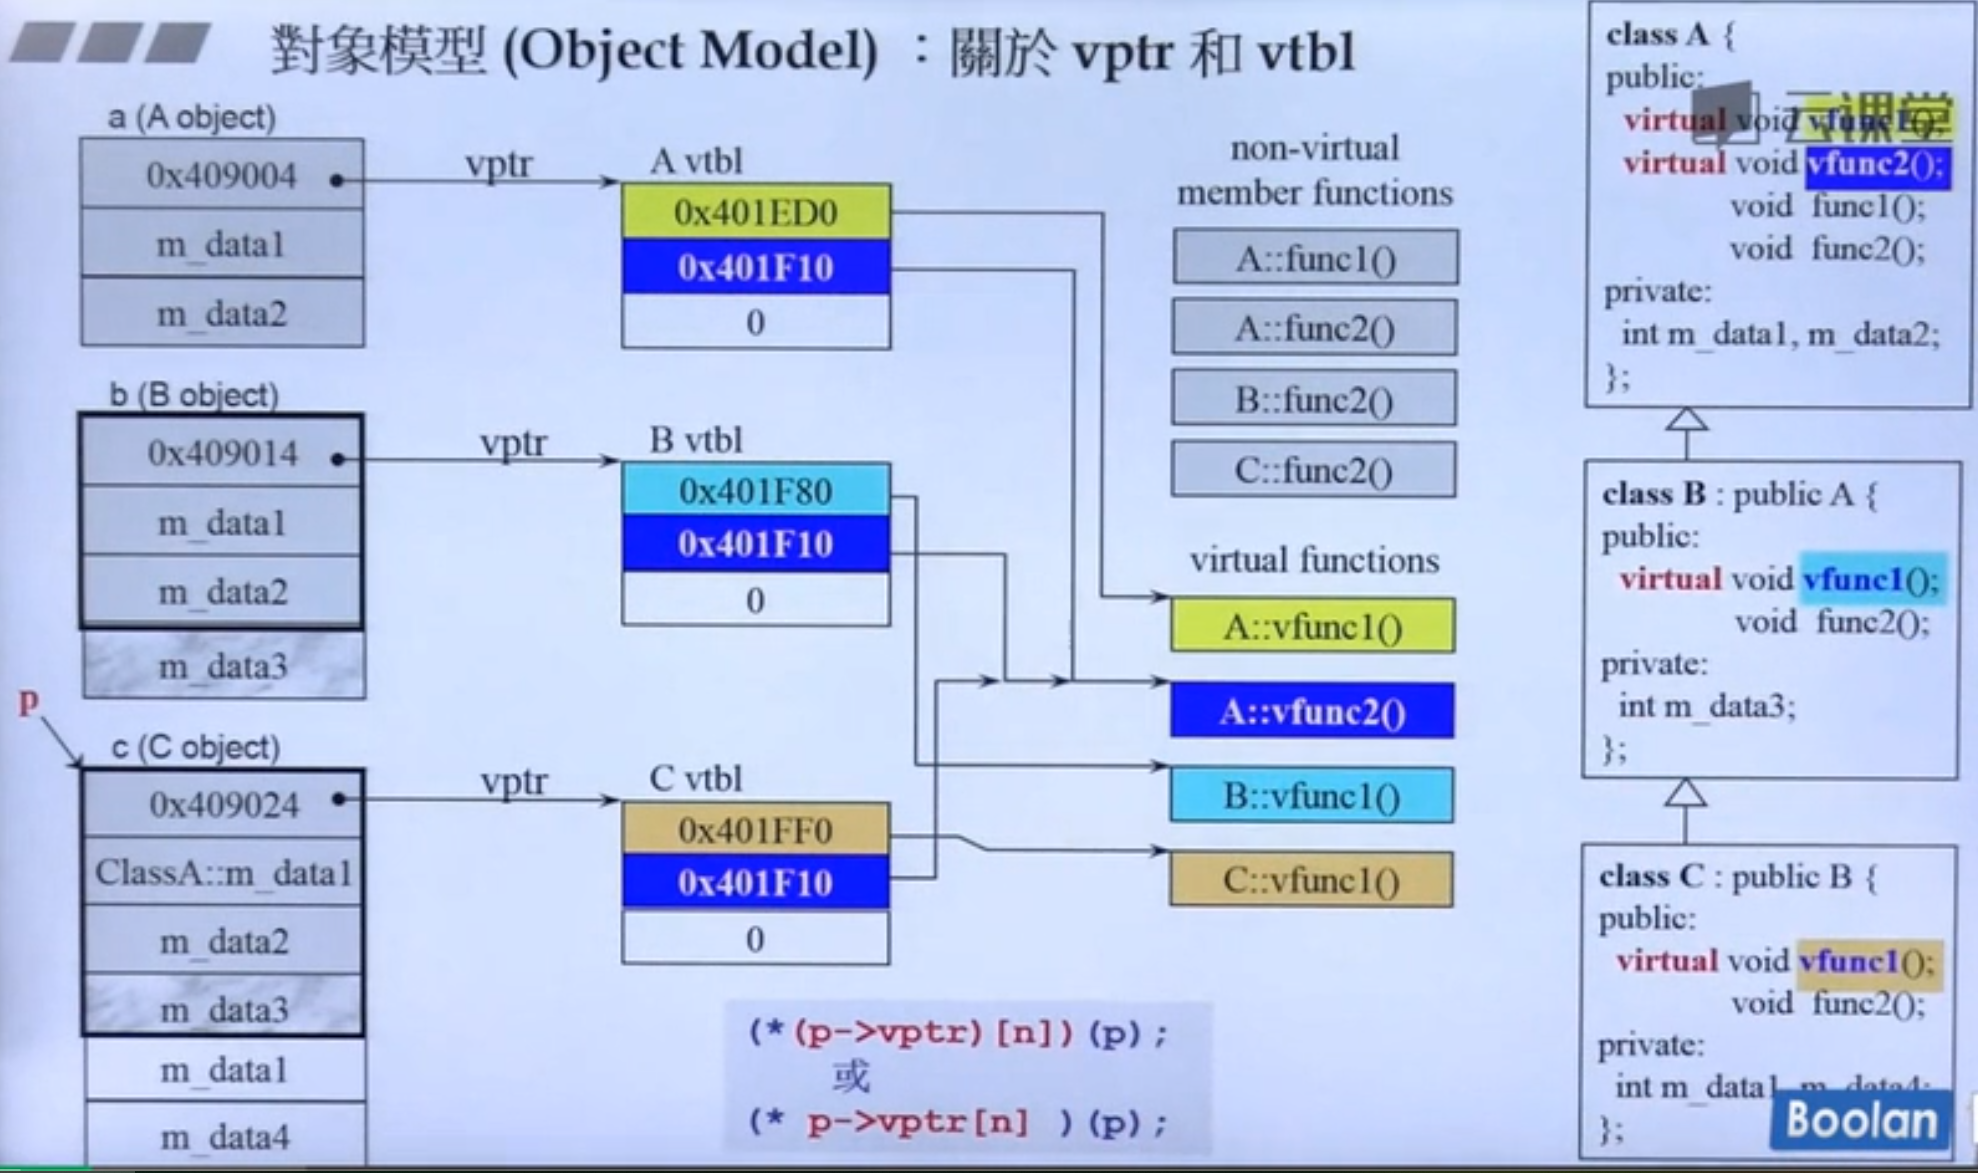 對象模型 (Object Model) ：關於 vptr 和 vtbl
a (A object)
0x409004
m_data1
m_data2
vptr
A vtbl
0x401ED0
0x401F10
0
b (B object)
0x409014
m_data1
m_data2
m_data3
vptr
B vtbl
0x401F80
0x401F10
0
p
c (C object)
0x409024
ClassA::m_data1
m_data2
m_data3
m_data1
m_data4
vptr
C vtbl
0x401FF0
0x401F10
0
(*(p->vptr)[n])(p);
或
(* p->vptr[n] )(p);
non-virtual
member functions
A::func1()
A::func2()
B::func2()
C::func2()
virtual functions
A::vfunc1()
A::vfunc2()
B::vfunc1()
C::vfunc1()
class A {
public:
virtual void vfunc1();
virtual void vfunc2();
void func1();
void func2();
private:
int m_data1, m_data2;
};
云课堂
class B : public A {
public:
virtual void vfunc1();
void func2();
private:
int m_data3;
};
class C : public B {
public:
virtual void vfunc1();
void func2();
private:
int m_data1, m_data4;
};
Boolan